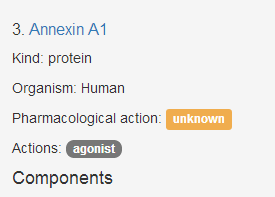 3. Annexin A1
Kind: protein
Organism: Human
Pharmacological action: unknown
Actions: agonist
Components